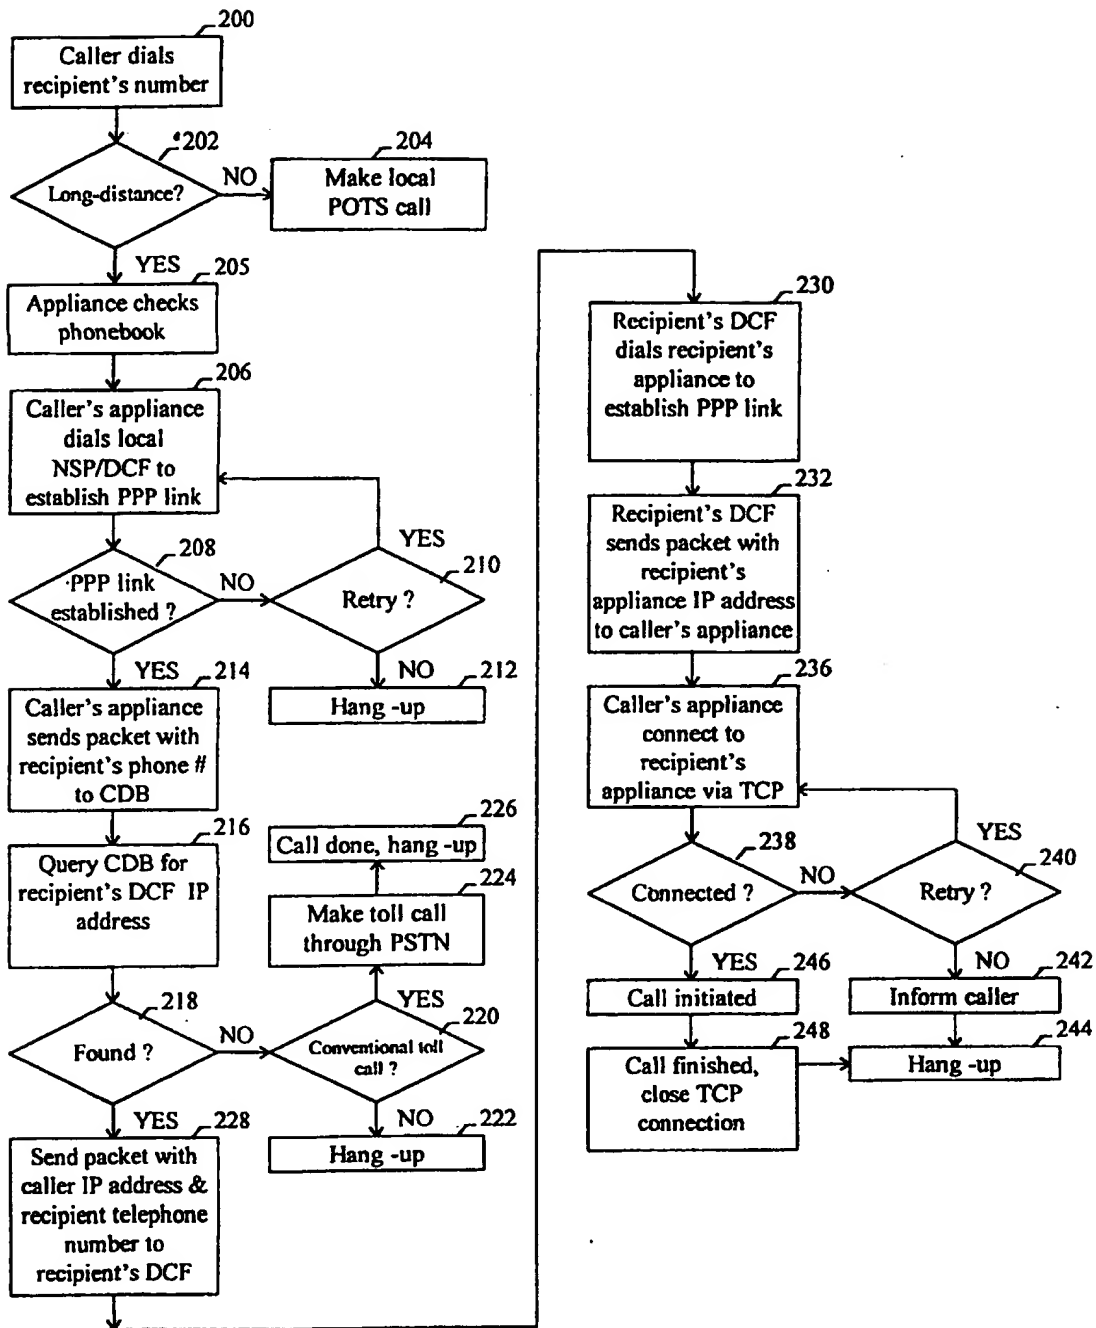 200
Caller dials
recipient's number
202
Long-distance?
NO
204
Make local
POTS call
YES
205
Appliance checks
phonebook
206
Caller's appliance
dials local
NSP/DCF to
establish PPP link
208
PPP link
established ?
NO
YES
210
Retry ?
NO
212
Hang -up
YES
214
Caller's appliance
sends packet with
recipient's phone #
to CDB
216
Query CDB for
recipient's DCF IP
address
218
Found ?
NO
220
Conventional toll
call ?
YES
224
Make toll call
through PSTN
226
Call done, hang -up
NO
222
Hang -up
YES
228
Send packet with
caller IP address &
recipient telephone
number to
recipient's DCF
230
Recipient's DCF
dials recipient's
appliance to
establish PPP link
232
Recipient's DCF
sends packet with
recipient's
appliance IP address
to caller's appliance
236
Caller's appliance
connect to
recipient's
appliance via TCP
238
Connected ?
NO
YES
240
Retry ?
NO
242
Inform caller
244
Hang -up
YES
246
Call initiated
248
Call finished,
close TCP
connection